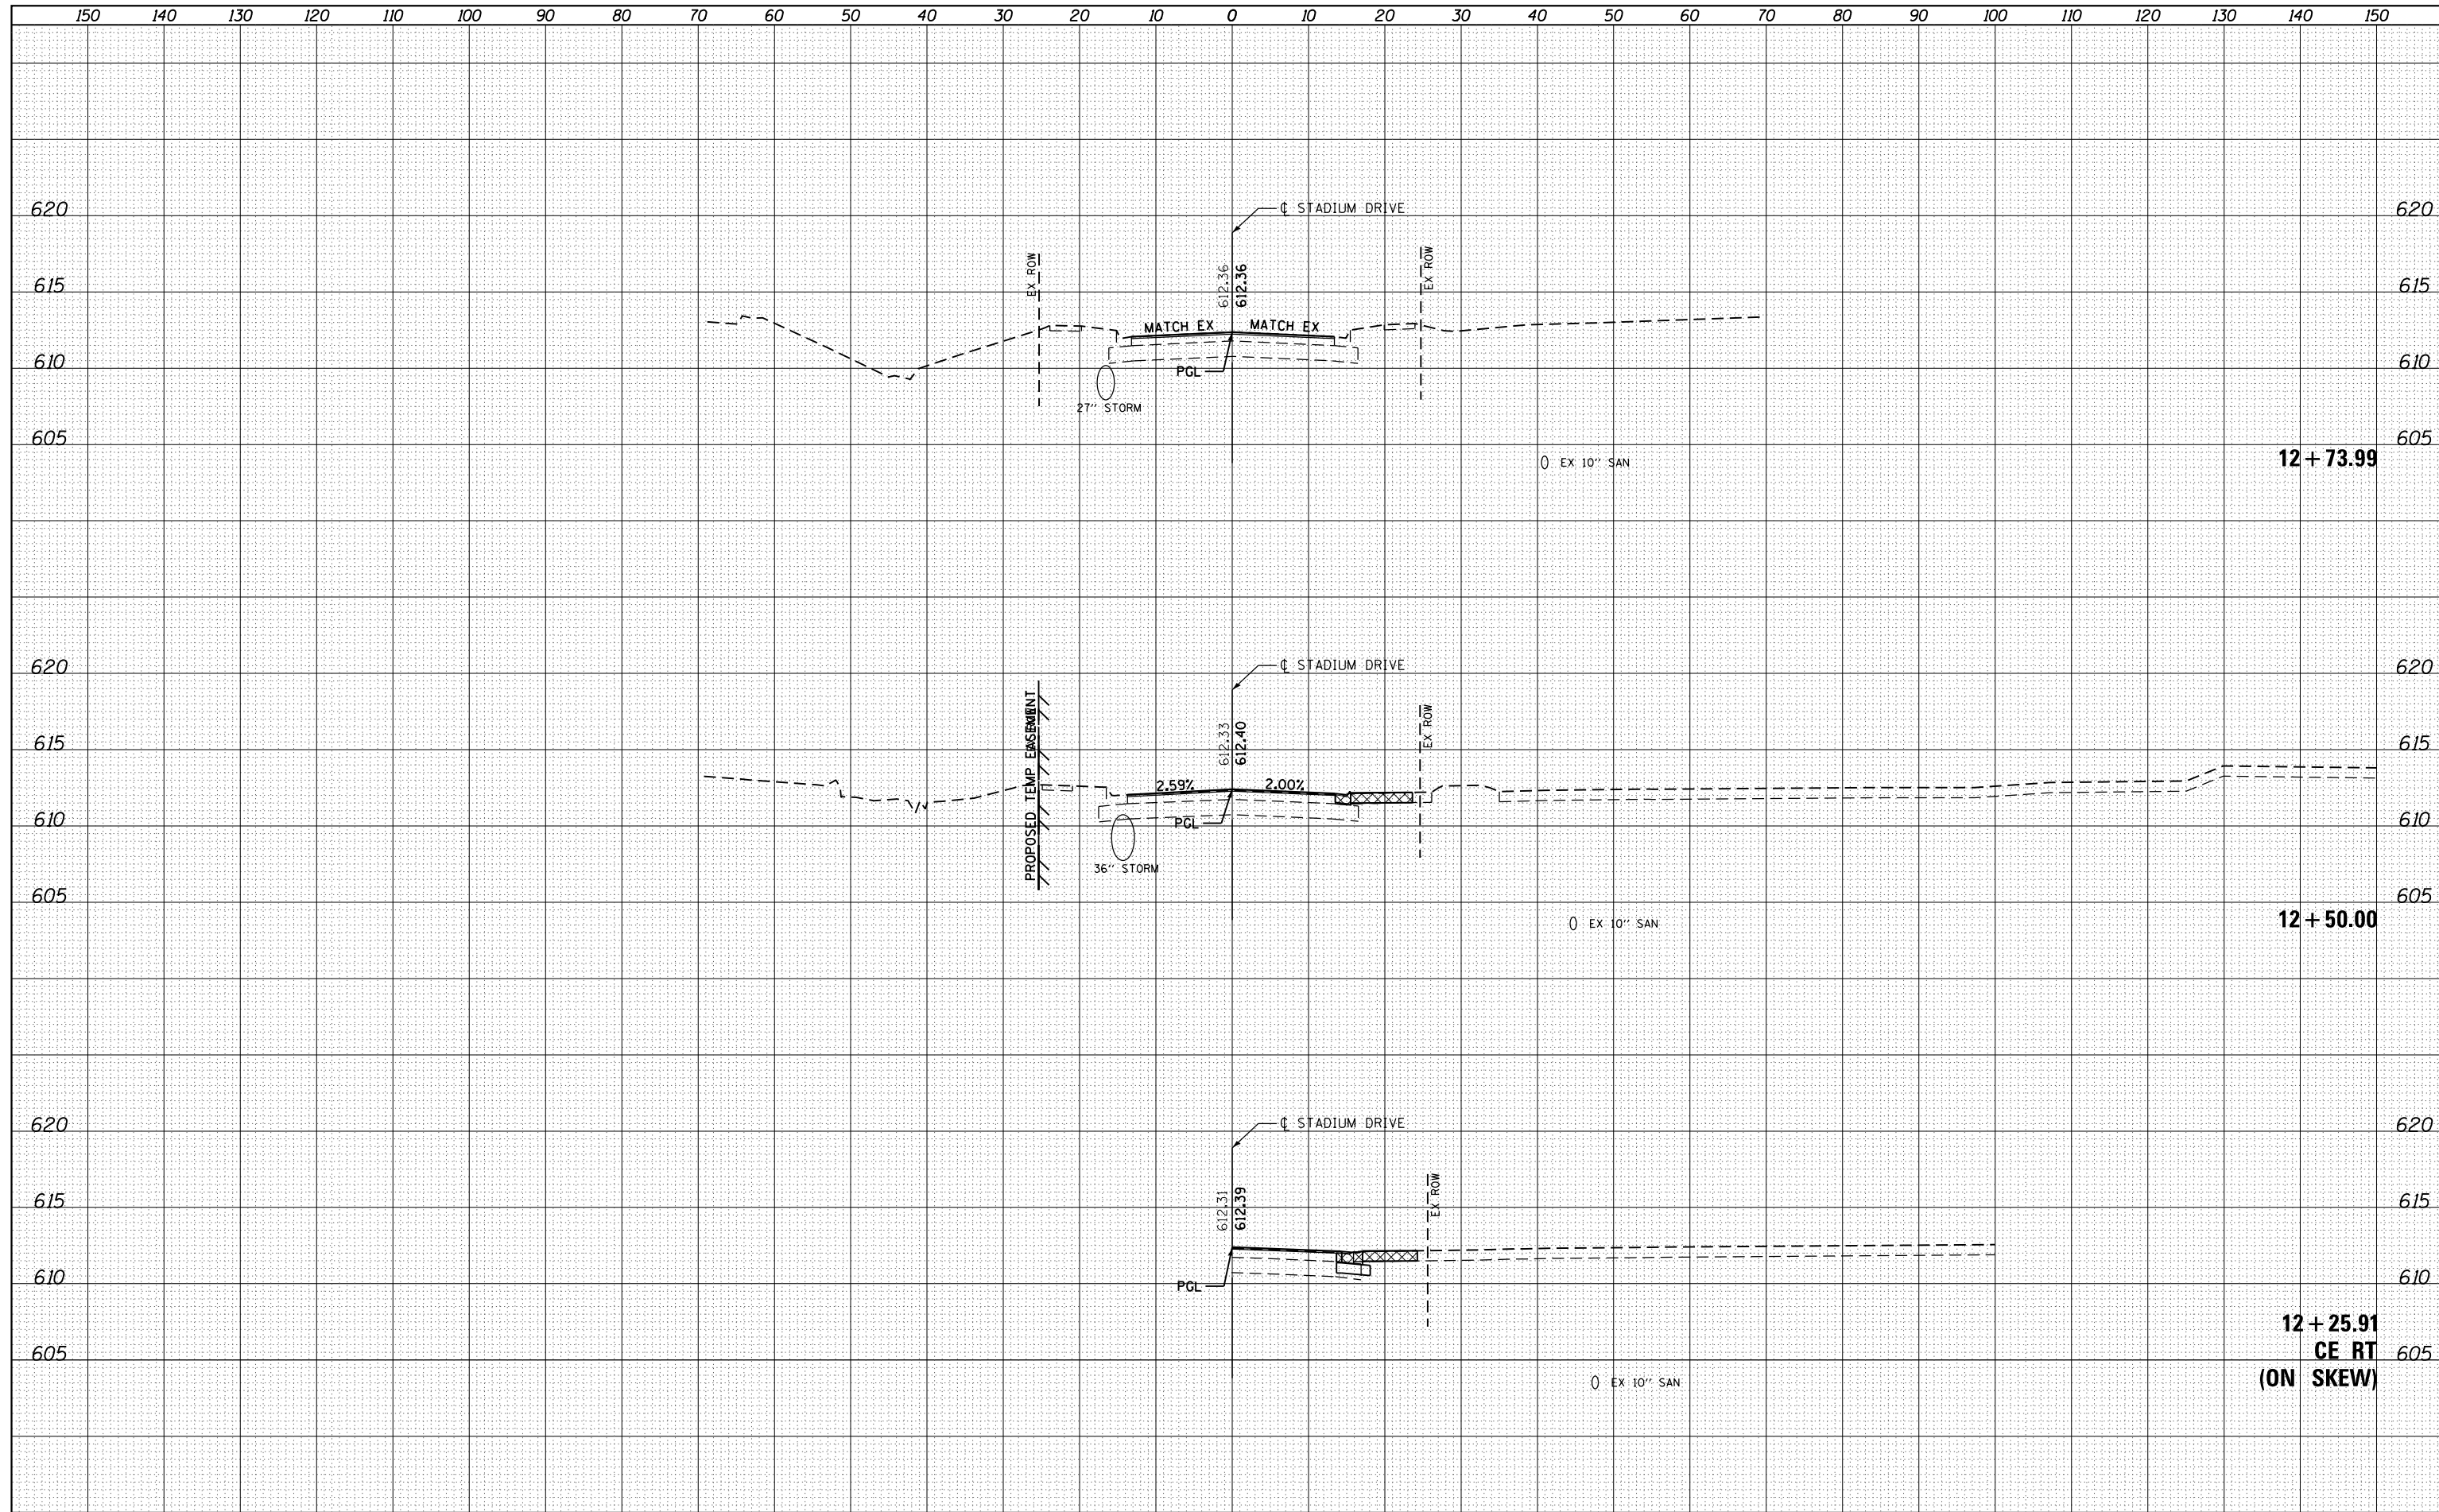 150 140 130 120 110 100 90 80 70 60 50 40 30 20 10 0 10 20 30 40 50 60 70 80 90 100 110 120 130 140 150
620 ℄ STADIUM DRIVE 620
EX ROW
EX ROW
612.36
612.36
615 615
MATCH EX MATCH EX
610 PGL 610
27'' STORM
605 605
EX 10'' SAN
12+73.99
620 ℄ STADIUM DRIVE 620
PROPOSED TEMP EASEMENT
EX ROW
612.33
612.40
615 615
2.59% 2.00%
610 PGL 610
36'' STORM
605 605
EX 10'' SAN
12+50.00
620 ℄ STADIUM DRIVE 620
EX ROW
612.31
612.39
615 615
610 PGL 610
12+25.91
605 CE RT 605
EX 10'' SAN
(ON SKEW)